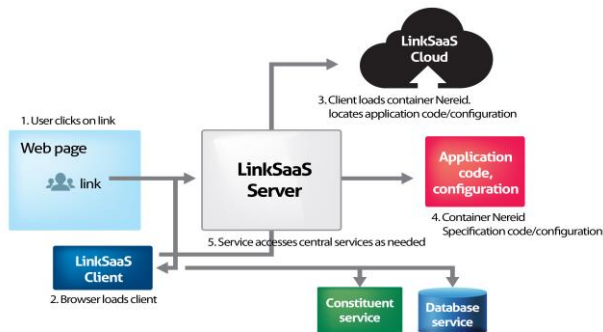 LinkSaaS
Cloud
3. Client loads container Nereid.
locates application code/configuration
1. User clicks on link
Web page
link
LinkSaaS
Server
Application
code,
configuration
4. Container Nereid
Specification code/configuration
5. Service accesses central services as needed
LinkSaaS
Client
2. Browser loads client
Constituent
service
Database
service